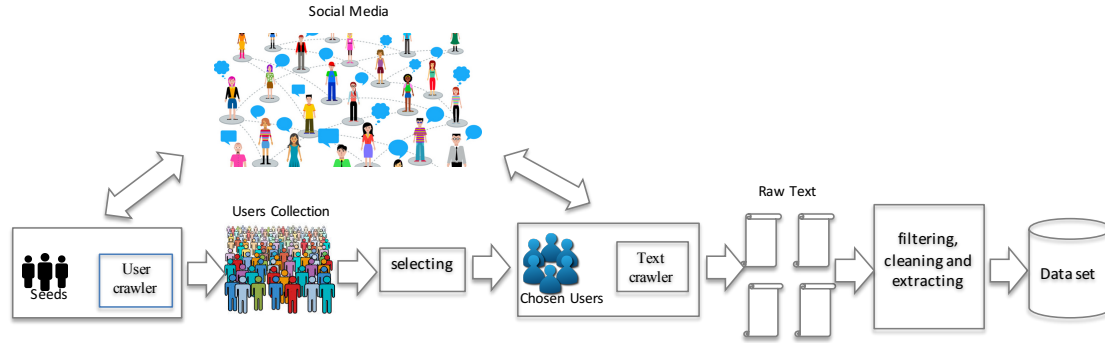 Social Media
Seeds
User
crawler
Users Collection
selecting
Chosen Users
Text
crawler
Raw Text
filtering,
cleaning and
extracting
Data set